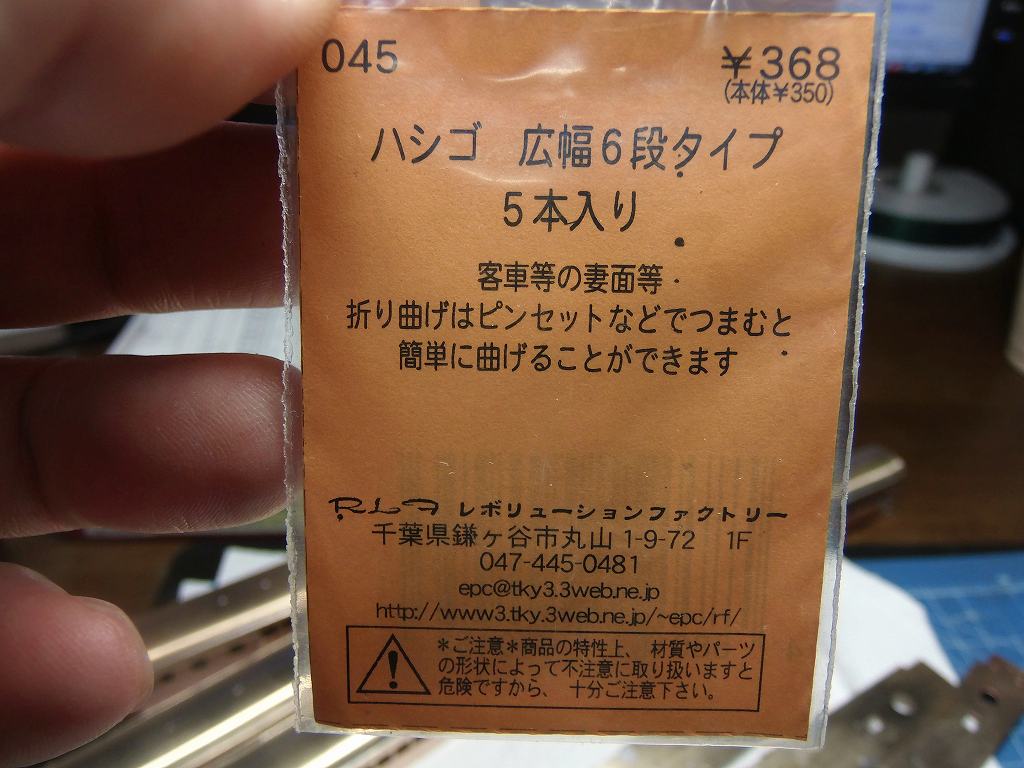 045
¥368
(本体¥350)
ハシゴ 広幅6段タイプ
5本入り
客車等の妻面等
折り曲げはピンセットなどでつまむと
簡単に曲げることができます
RLF レボリューションファクトリー
千葉県鎌ヶ谷市丸山 1-9-72 1F
047-445-0481
epc@tky3.3web.ne.jp
http://www3.tky.3web.ne.jp/~epc/rf/
*ご注意*商品の特性上、 材質やパーツ
の形状によって不注意に取り扱いますと
危険ですから、 十分ご注意下さい。